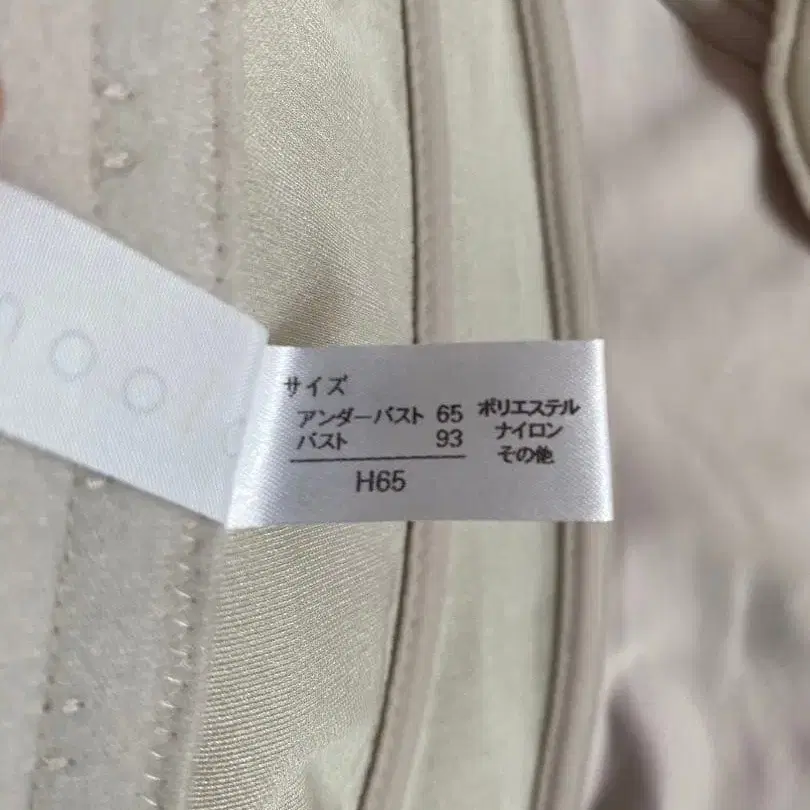 サイズ
アンダーバスト 65
バスト 93
H65
ポリエステル
ナイロン
その他